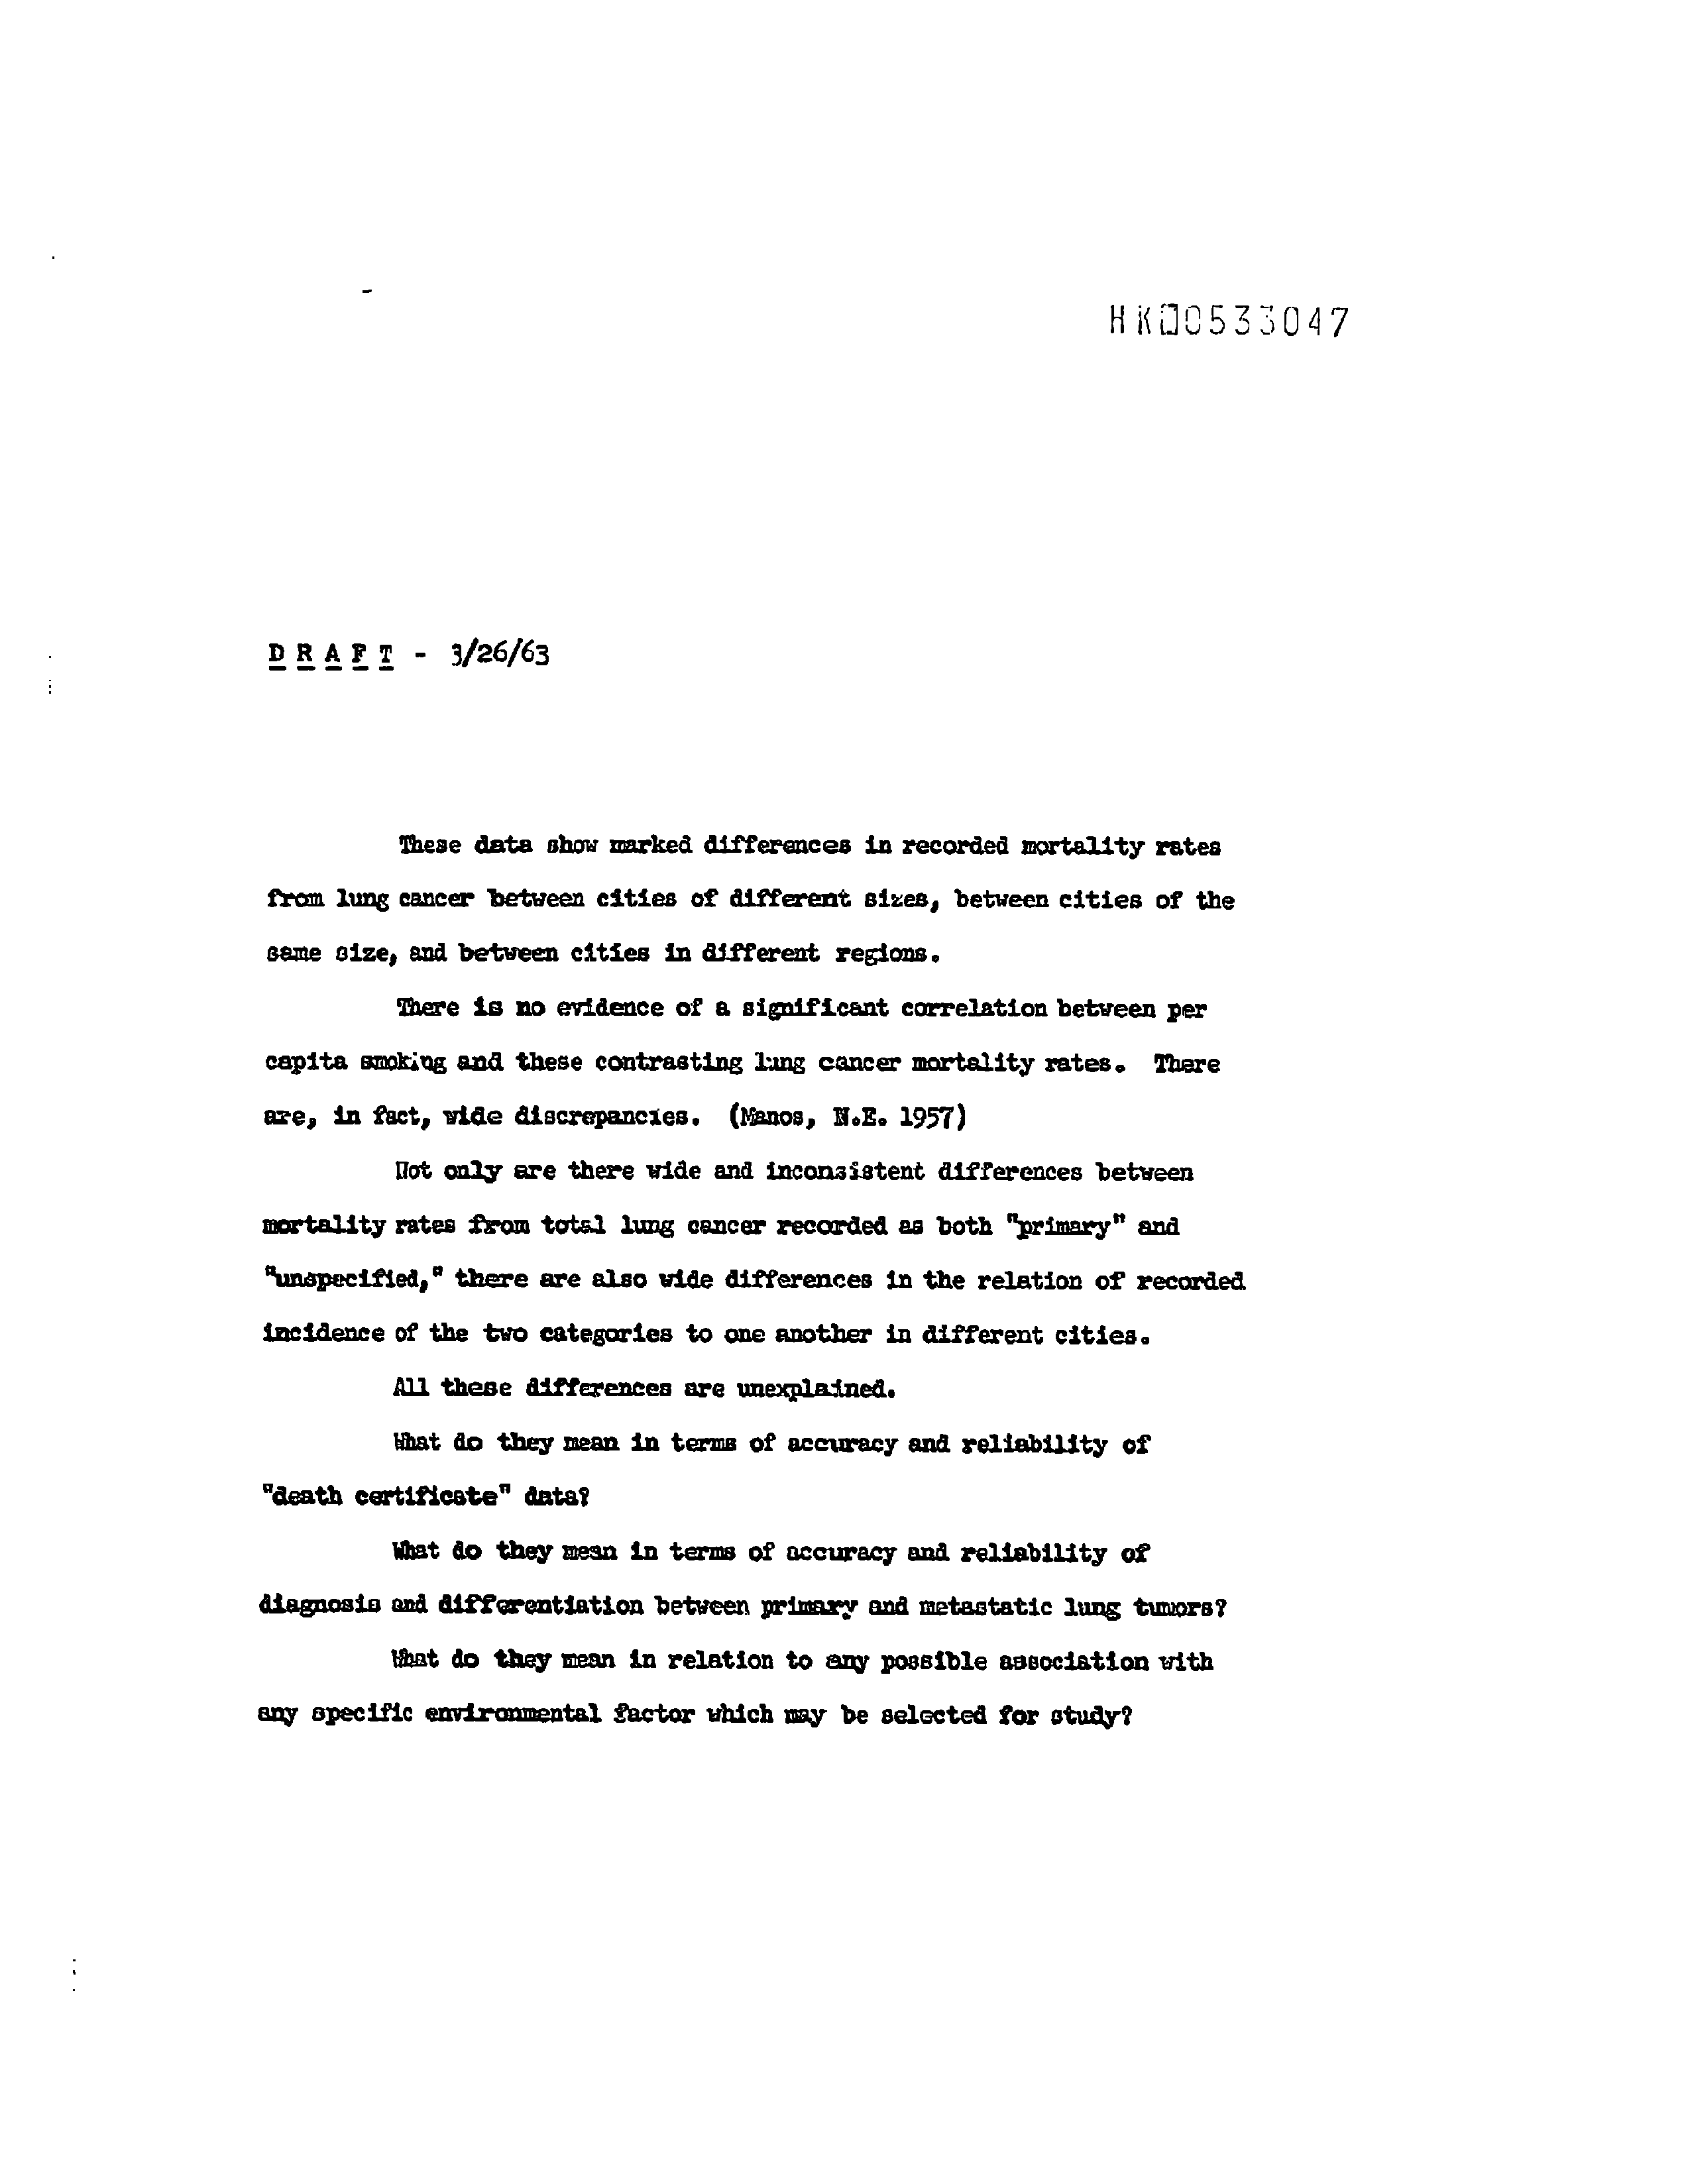 HK0533047
D R A F T - 3/26/63
These data show marked differences in recorded mortality rates
from lung cancer between cities of different sizes, between cities of the
same size, and between cities in different regions.
There is no evidence of a significant correlation between per
capita smoking and these contrasting lung cancer mortality rates. There
are, in fact, wide discrepancies. (Manos, N.E. 1957)
Not only are there wide and inconsistent differences between
mortality rates from total lung cancer recorded as both "primary" and
"unspecified," there are also wide differences in the relation of recorded
incidence of the two categories to one another in different cities.
All these differences are unexplained.
What do they mean in terms of accuracy and reliability of
"death certificate" data?
What do they mean in terms of accuracy and reliability of
diagnosis and differentiation between primary and metastatic lung tumors?
What do they mean in relation to any possible association with
any specific environmental factor which may be selected for study?